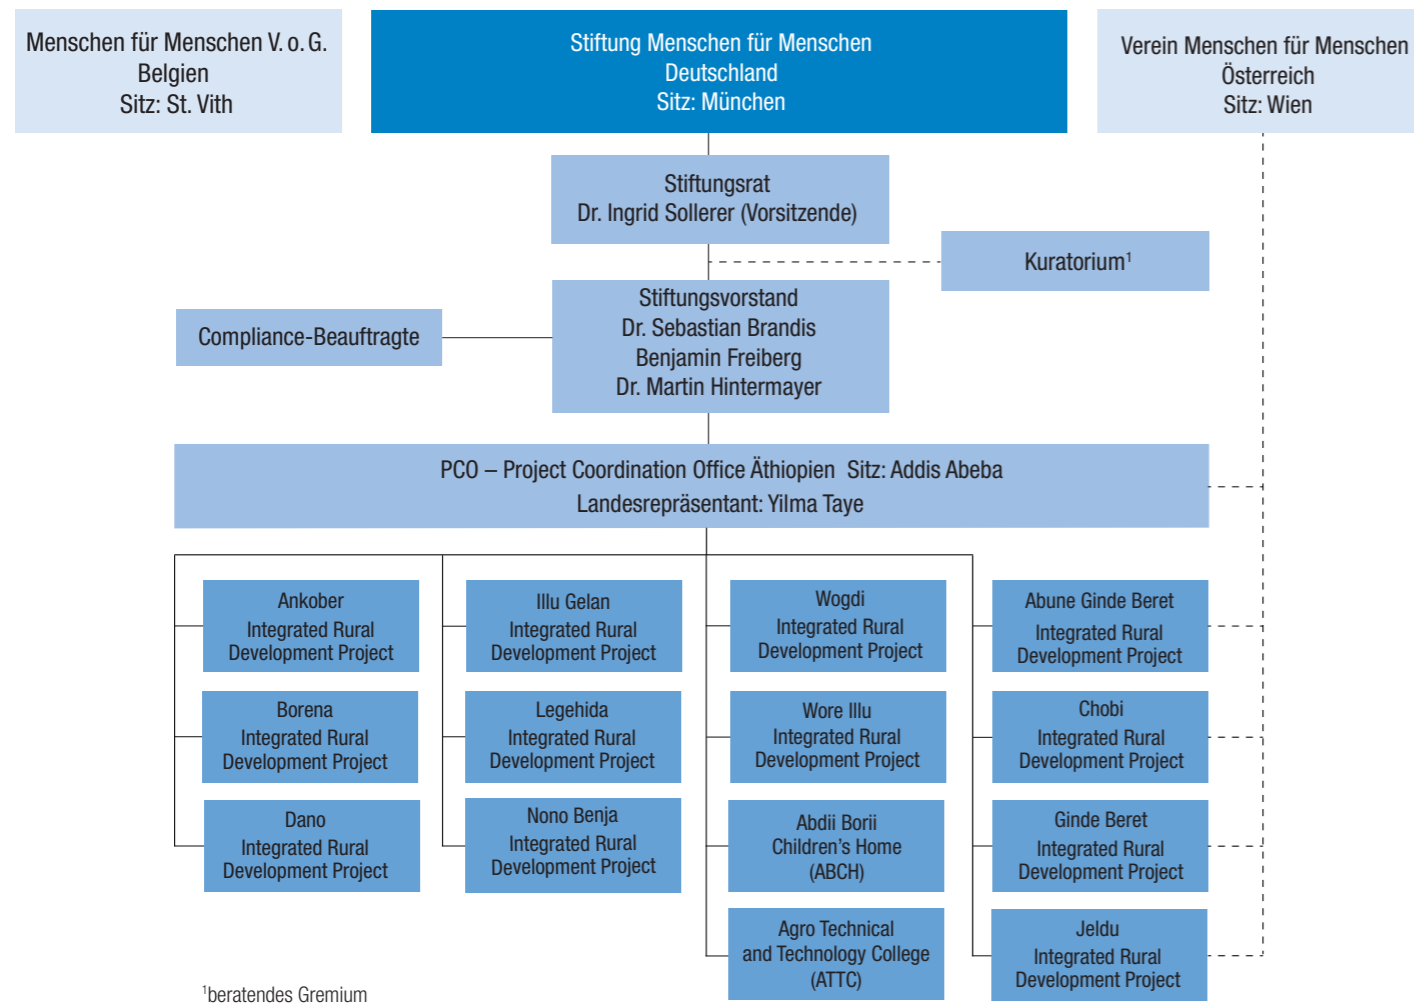 Menschen für Menschen V. o. G.
Belgien
Sitz: St. Vith
Stiftung Menschen für Menschen
Deutschland
Sitz: München
Verein Menschen für Menschen
Österreich
Sitz: Wien
Stiftungsrat
Dr. Ingrid Sollerer (Vorsitzende)
Kuratorium¹
Compliance-Beauftragte
Stiftungsvorstand
Dr. Sebastian Brandis
Benjamin Freiberg
Dr. Martin Hintermayer
PCO – Project Coordination Office Äthiopien Sitz: Addis Abeba
Landesrepräsentant: Yilma Taye
Ankober
Integrated Rural
Development Project
Illu Gelan
Integrated Rural
Development Project
Wogdi
Integrated Rural
Development Project
Abune Ginde Beret
Integrated Rural
Development Project
Borena
Integrated Rural
Development Project
Legehida
Integrated Rural
Development Project
Wore Illu
Integrated Rural
Development Project
Chobi
Integrated Rural
Development Project
Dano
Integrated Rural
Development Project
Nono Benja
Integrated Rural
Development Project
Abdii Borii
Children's Home
(ABCH)
Ginde Beret
Integrated Rural
Development Project
Agro Technical
and Technology College
(ATTC)
Jeldu
Integrated Rural
Development Project
¹beratendes Gremium